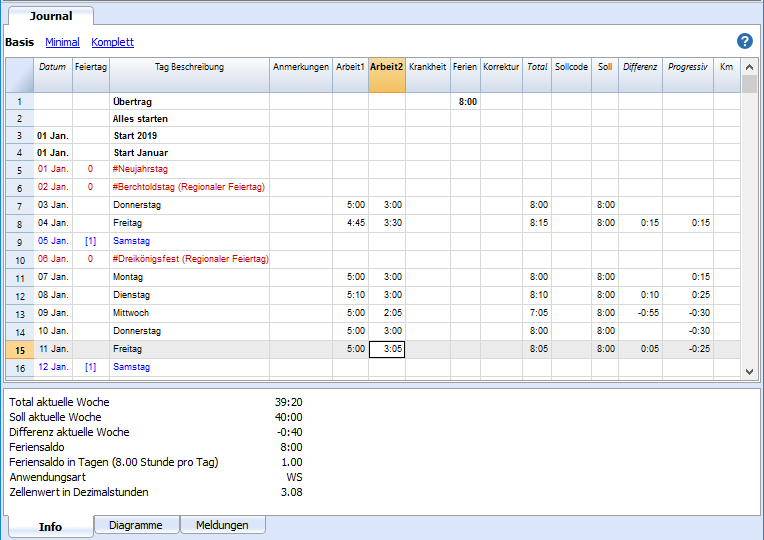 Journal
Basis Minimal Komplett ?
Datum Feiertag Tag Beschreibung Anmerkungen Arbeit1 Arbeit2 Krankheit Ferien Korrektur Total Sollcode Soll Differenz Progressiv Km
1 Übertrag 8:00
2 Alles starten
3 01 Jan. Start 2019
4 01 Jan. Start Januar
5 01 Jan. 0 #Neujahrstag
6 02 Jan. 0 #Berchtoldstag (Regionaler Feiertag)
7 03 Jan. Donnerstag 5:00 3:00 8:00 8:00
8 04 Jan. Freitag 4:45 3:30 8:15 8:00 0:15 0:15
9 05 Jan. [1] Samstag
10 06 Jan. 0 #Dreikönigsfest (Regionaler Feiertag)
11 07 Jan. Montag 5:00 3:00 8:00 8:00 0:15
12 08 Jan. Dienstag 5:10 3:00 8:10 8:00 0:10 0:25
13 09 Jan. Mittwoch 5:00 2:05 7:05 8:00 -0:55 -0:30
14 10 Jan. Donnerstag 5:00 3:00 8:00 8:00 -0:30
15 11 Jan. Freitag 5:00 3:05 8:05 8:00 0:05 -0:25
16 12 Jan. [1] Samstag
Total aktuelle Woche 39:20
Soll aktuelle Woche 40:00
Differenz aktuelle Woche -0:40
Feriensaldo 8:00
Feriensaldo in Tagen (8.00 Stunde pro Tag) 1.00
Anwendungsart WS
Zellenwert in Dezimalstunden 3.08
Info Diagramme Meldungen